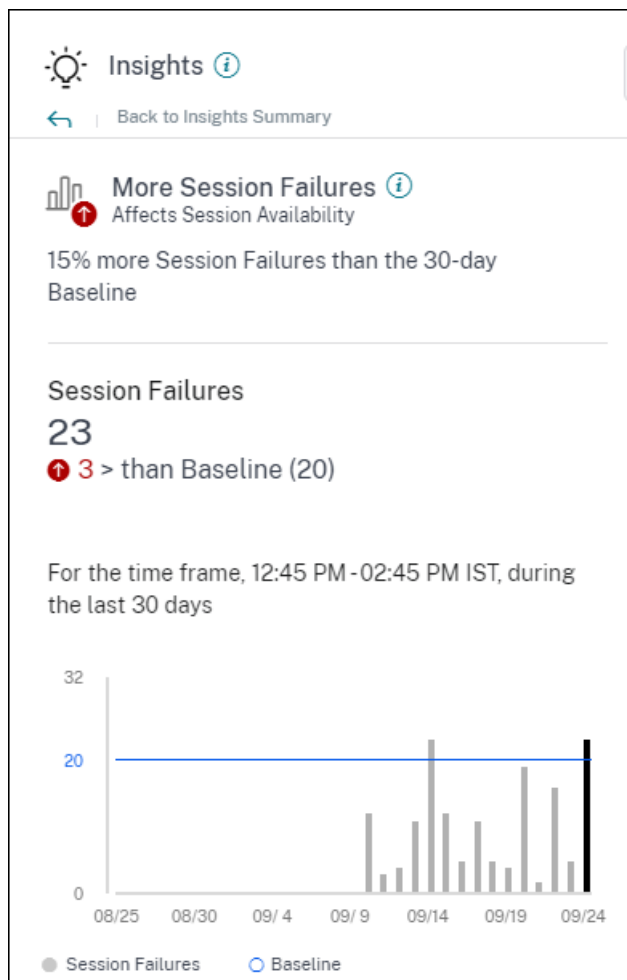 Insights i
Back to Insights Summary
More Session Failures i
Affects Session Availability
15% more Session Failures than the 30-day
Baseline
Session Failures
23
3 > than Baseline (20)
For the time frame, 12:45 PM - 02:45 PM IST, during
the last 30 days
32
20
0
08/25 08/30 09/ 4 09/ 9 09/14 09/19 09/24
Session Failures Baseline